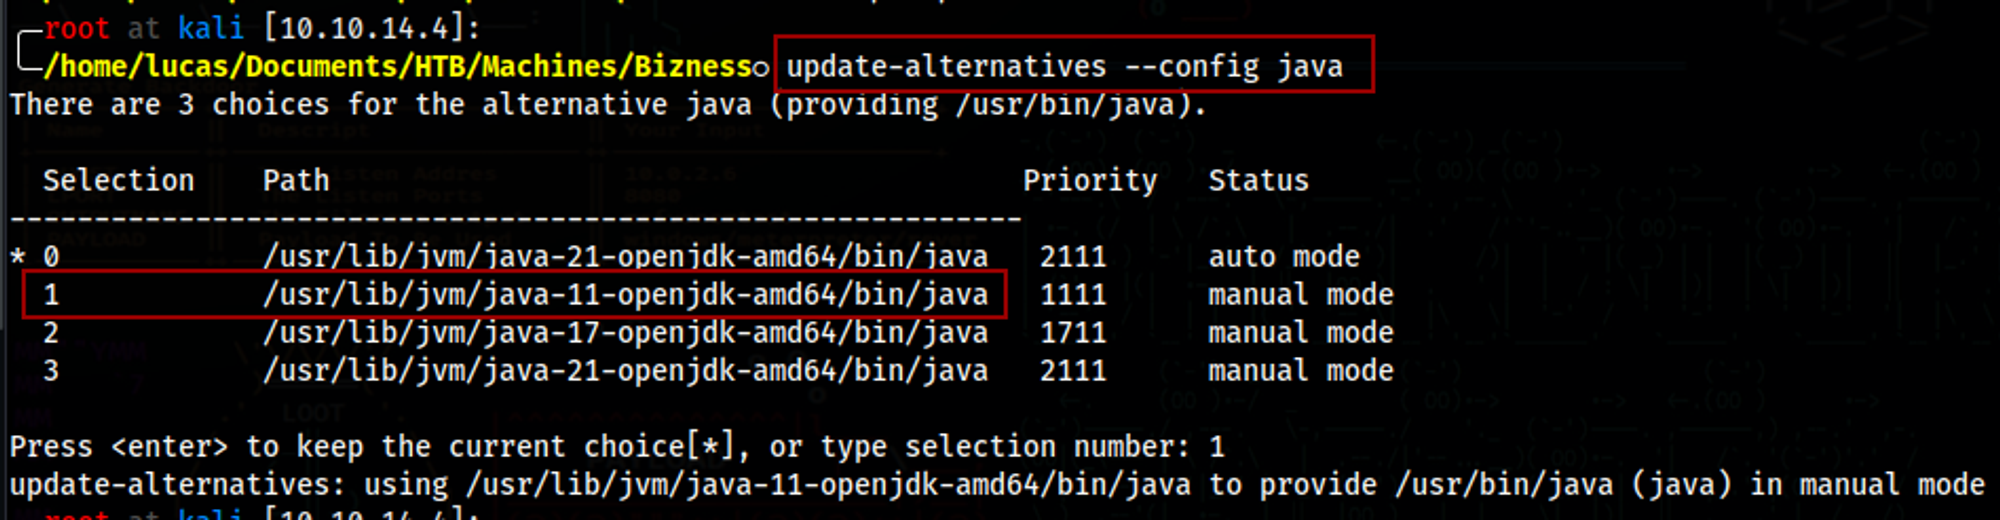 root at kali [10.10.14.4]:
/home/lucas/Documents/HTB/Machines/Bizness○ update-alternatives --config java
There are 3 choices for the alternative java (providing /usr/bin/java).
Selection Path Priority Status
------------------------------------------------------------
* 0 /usr/lib/jvm/java-21-openjdk-amd64/bin/java 2111 auto mode
1 /usr/lib/jvm/java-11-openjdk-amd64/bin/java 1111 manual mode
2 /usr/lib/jvm/java-17-openjdk-amd64/bin/java 1711 manual mode
3 /usr/lib/jvm/java-21-openjdk-amd64/bin/java 2111 manual mode
Press <enter> to keep the current choice[*], or type selection number: 1
update-alternatives: using /usr/lib/jvm/java-11-openjdk-amd64/bin/java to provide /usr/bin/java (java) in manual mode
root at kali [10.10.14.4]: